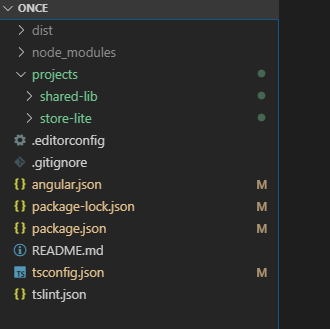 ONCE
dist
node_modules
projects
shared-lib
store-lite
.editorconfig
.gitignore
angular.json M
package-lock.json M
package.json M
README.md
TS tsconfig.json M
tslint.json